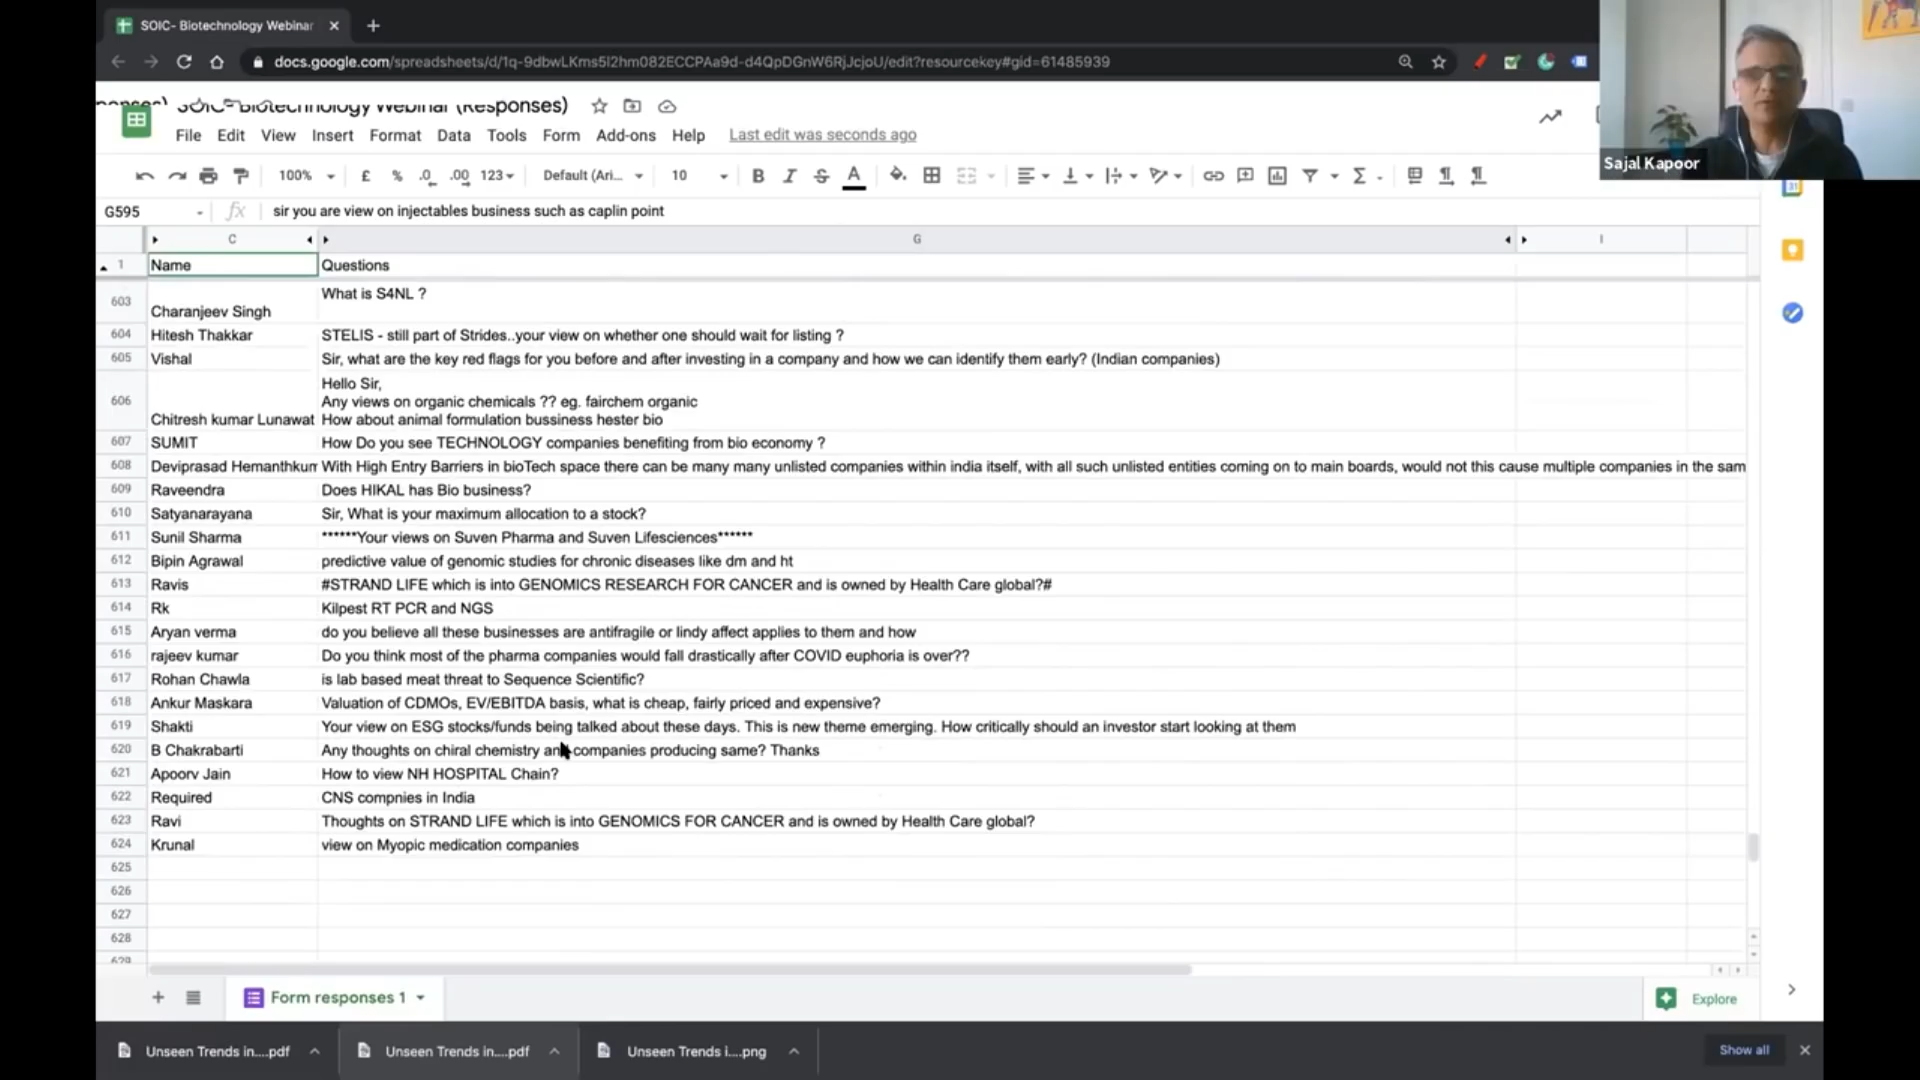 SOIC- Biotechnology Webinar
docs.google.com/spreadsheets/d/1q-9dbwLKms5I2hm082ECCPAa9d-d4QpDGnW6RjJcjoU/edit?resourcekey#gid=61485939
SOIC- Biotechnology Webinar (Responses)
File Edit View Insert Format Data Tools Form Add-ons Help Last edit was seconds ago
100% £ % .0 .00 123 Default (Ari... 10 B I S A
Sajal Kapoor
G595 fx sir you are view on injectables business such as caplin point
C G I
1 Name Questions
603 Charanjeev Singh What is S4NL ?
604 Hitesh Thakkar STELIS - still part of Strides..your view on whether one should wait for listing ?
605 Vishal Sir, what are the key red flags for you before and after investing in a company and how we can identify them early? (Indian companies)
Hello Sir,
606 Any views on organic chemicals ?? eg. fairchem organic
Chitresh kumar Lunawat How about animal formulation bussiness hester bio
607 SUMIT How Do you see TECHNOLOGY companies benefiting from bio economy ?
608 Deviprasad Hemanthkum With High Entry Barriers in bioTech space there can be many many unlisted companies within india itself, with all such unlisted entities coming on to main boards, would not this cause multiple companies in the sam
609 Raveendra Does HIKAL has Bio business?
610 Satyanarayana Sir, What is your maximum allocation to a stock?
611 Sunil Sharma ******Your views on Suven Pharma and Suven Lifesciences******
612 Bipin Agrawal predictive value of genomic studies for chronic diseases like dm and ht
613 Ravis #STRAND LIFE which is into GENOMICS RESEARCH FOR CANCER and is owned by Health Care global?#
614 Rk Kilpest RT PCR and NGS
615 Aryan verma do you believe all these businesses are antifragile or lindy affect applies to them and how
616 rajeev kumar Do you think most of the pharma companies would fall drastically after COVID euphoria is over??
617 Rohan Chawla is lab based meat threat to Sequence Scientific?
618 Ankur Maskara Valuation of CDMOs, EV/EBITDA basis, what is cheap, fairly priced and expensive?
619 Shakti Your view on ESG stocks/funds being talked about these days. This is new theme emerging. How critically should an investor start looking at them
620 B Chakrabarti Any thoughts on chiral chemistry and companies producing same? Thanks
621 Apoorv Jain How to view NH HOSPITAL Chain?
622 Required CNS compnies in India
623 Ravi Thoughts on STRAND LIFE which is into GENOMICS FOR CANCER and is owned by Health Care global?
624 Krunal view on Myopic medication companies
625
626
627
628
629
Form responses 1 Explore
Unseen Trends in....pdf Unseen Trends in....pdf Unseen Trends i....png Show all